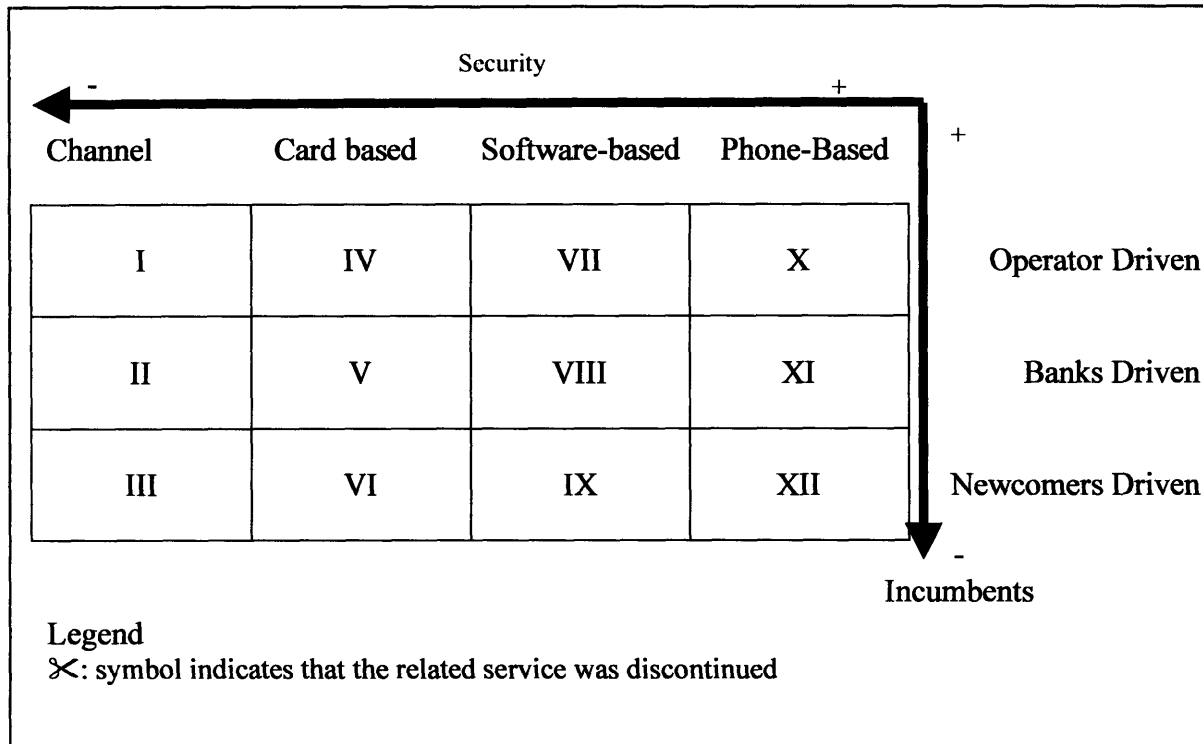 Security
- +
Channel Card based Software-based Phone-Based +
I IV VII X Operator Driven
II V VIII XI Banks Driven
III VI IX XII Newcomers Driven
-
Incumbents
Legend
✂: symbol indicates that the related service was discontinued